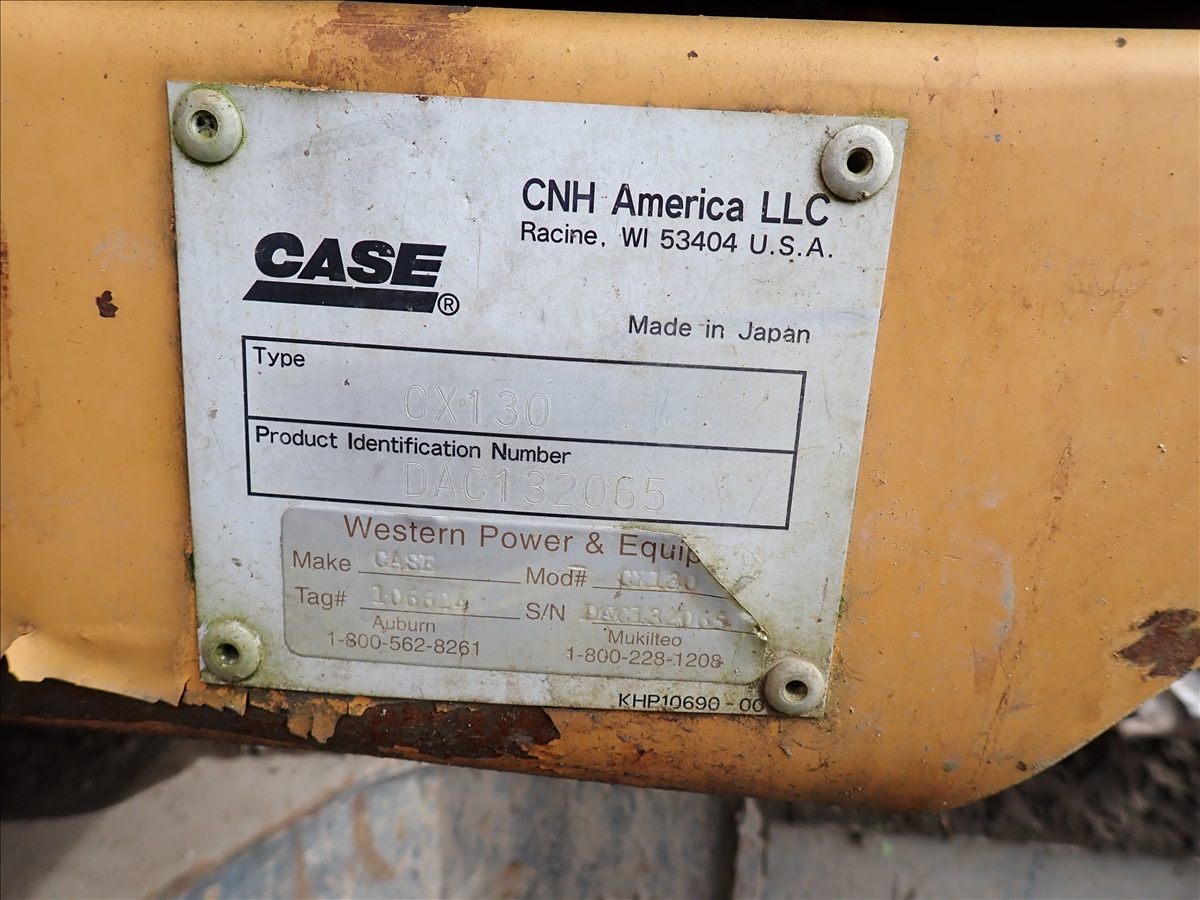 CNH America LLC
Racine, WI 53404 U.S.A.
CASE®
Made in Japan
Type
CX130
Product Identification Number
DAC132065
Western Power & Equip
Make CASE Mod# CX130
Tag# 106624 S/N DAC132065
Auburn Mukilteo
1-800-562-8261 1-800-228-1208
KHP10690-00